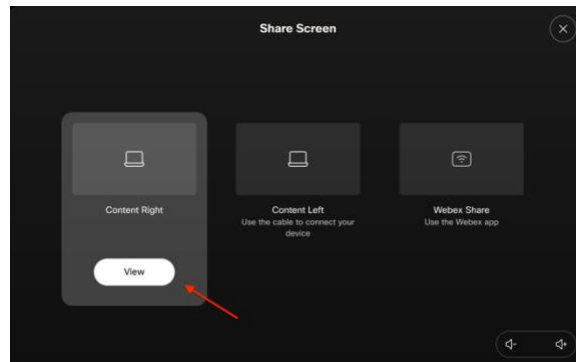 Share Screen
Content Right
View
Content Left
Use the cable to connect your
device
Webex Share
Use the Webex app